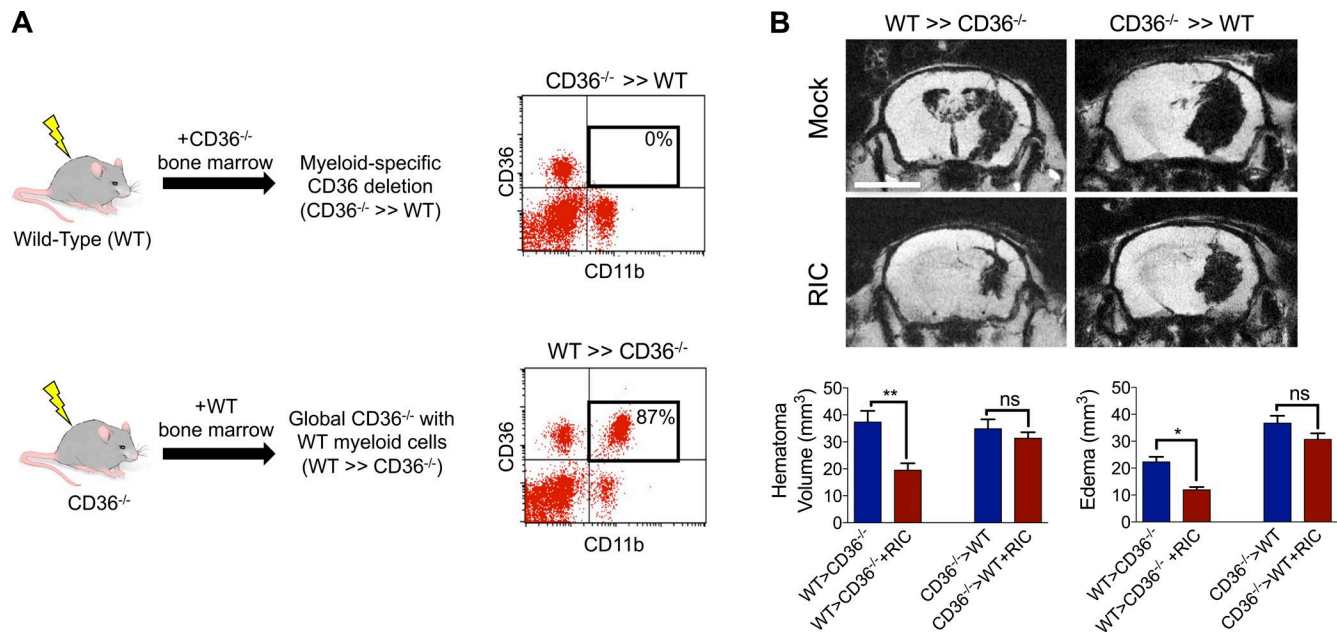 A
Wild-Type (WT)
+CD36-/-
bone marrow
Myeloid-specific
CD36 deletion
(CD36-/- >> WT)
CD36-/- >> WT
0%
CD36
CD11b
CD36-/-
+WT
bone marrow
Global CD36-/- with
WT myeloid cells
(WT >> CD36-/-)
WT >> CD36-/-
87%
CD36
CD11b
B
WT >> CD36-/-
CD36-/- >> WT
Mock
RIC
Hematoma
Volume (mm3)
50
40
30
20
10
0
**
ns
WT>CD36-/-
WT>CD36-/-+RIC
CD36-/->WT
CD36-/->WT+RIC
Edema (mm3)
50
40
30
20
10
0
*
ns
WT>CD36-/-
WT>CD36-/- +RIC
CD36-/->WT
CD36-/->WT+RIC